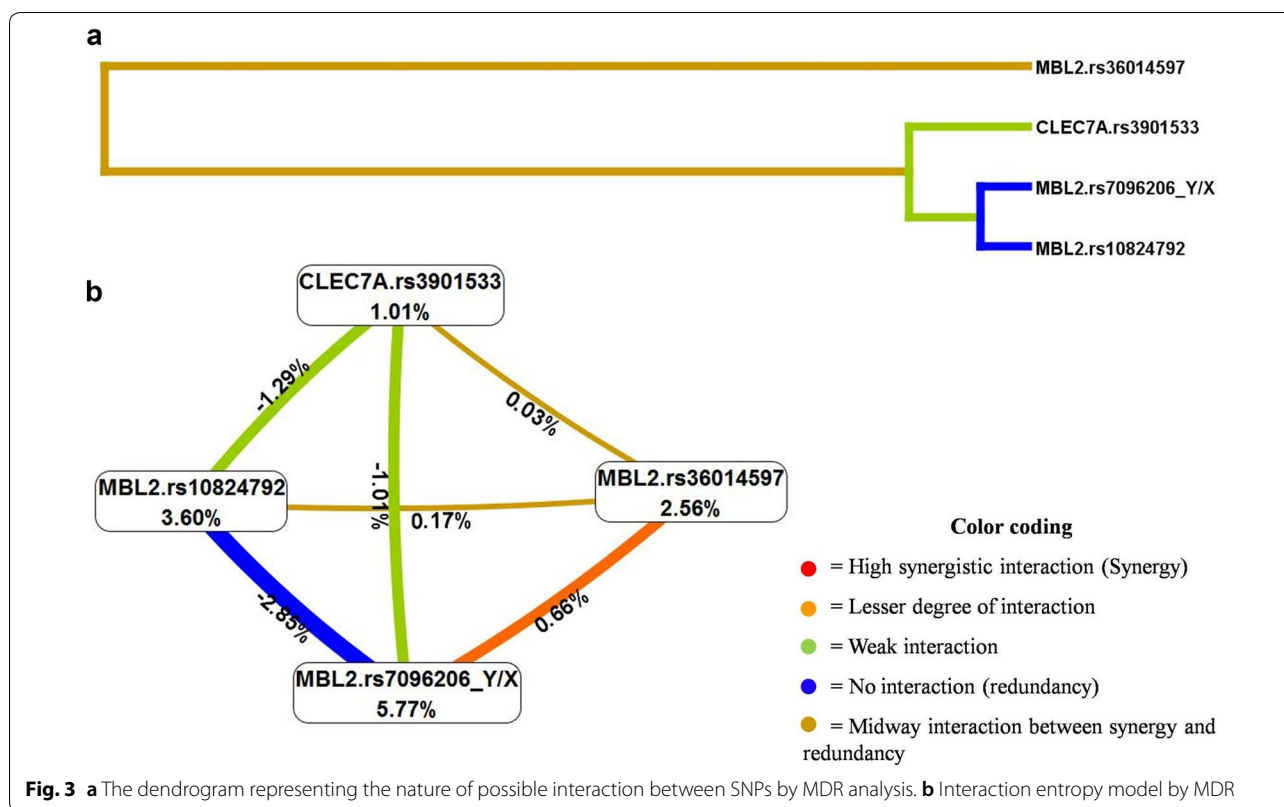 a
MBL2.rs36014597
CLEC7A.rs3901533
MBL2.rs7096206_Y/X
MBL2.rs10824792
b
CLEC7A.rs3901533
1.01%
-1.29%
-1.01%
0.03%
MBL2.rs10824792
3.60%
MBL2.rs36014597
2.56%
0.17%
-2.85%
0.66%
MBL2.rs7096206_Y/X
5.77%
Color coding
= High synergistic interaction (Synergy)
= Lesser degree of interaction
= Weak interaction
= No interaction (redundancy)
= Midway interaction between synergy and
redundancy
Fig. 3 a The dendrogram representing the nature of possible interaction between SNPs by MDR analysis. b Interaction entropy model by MDR